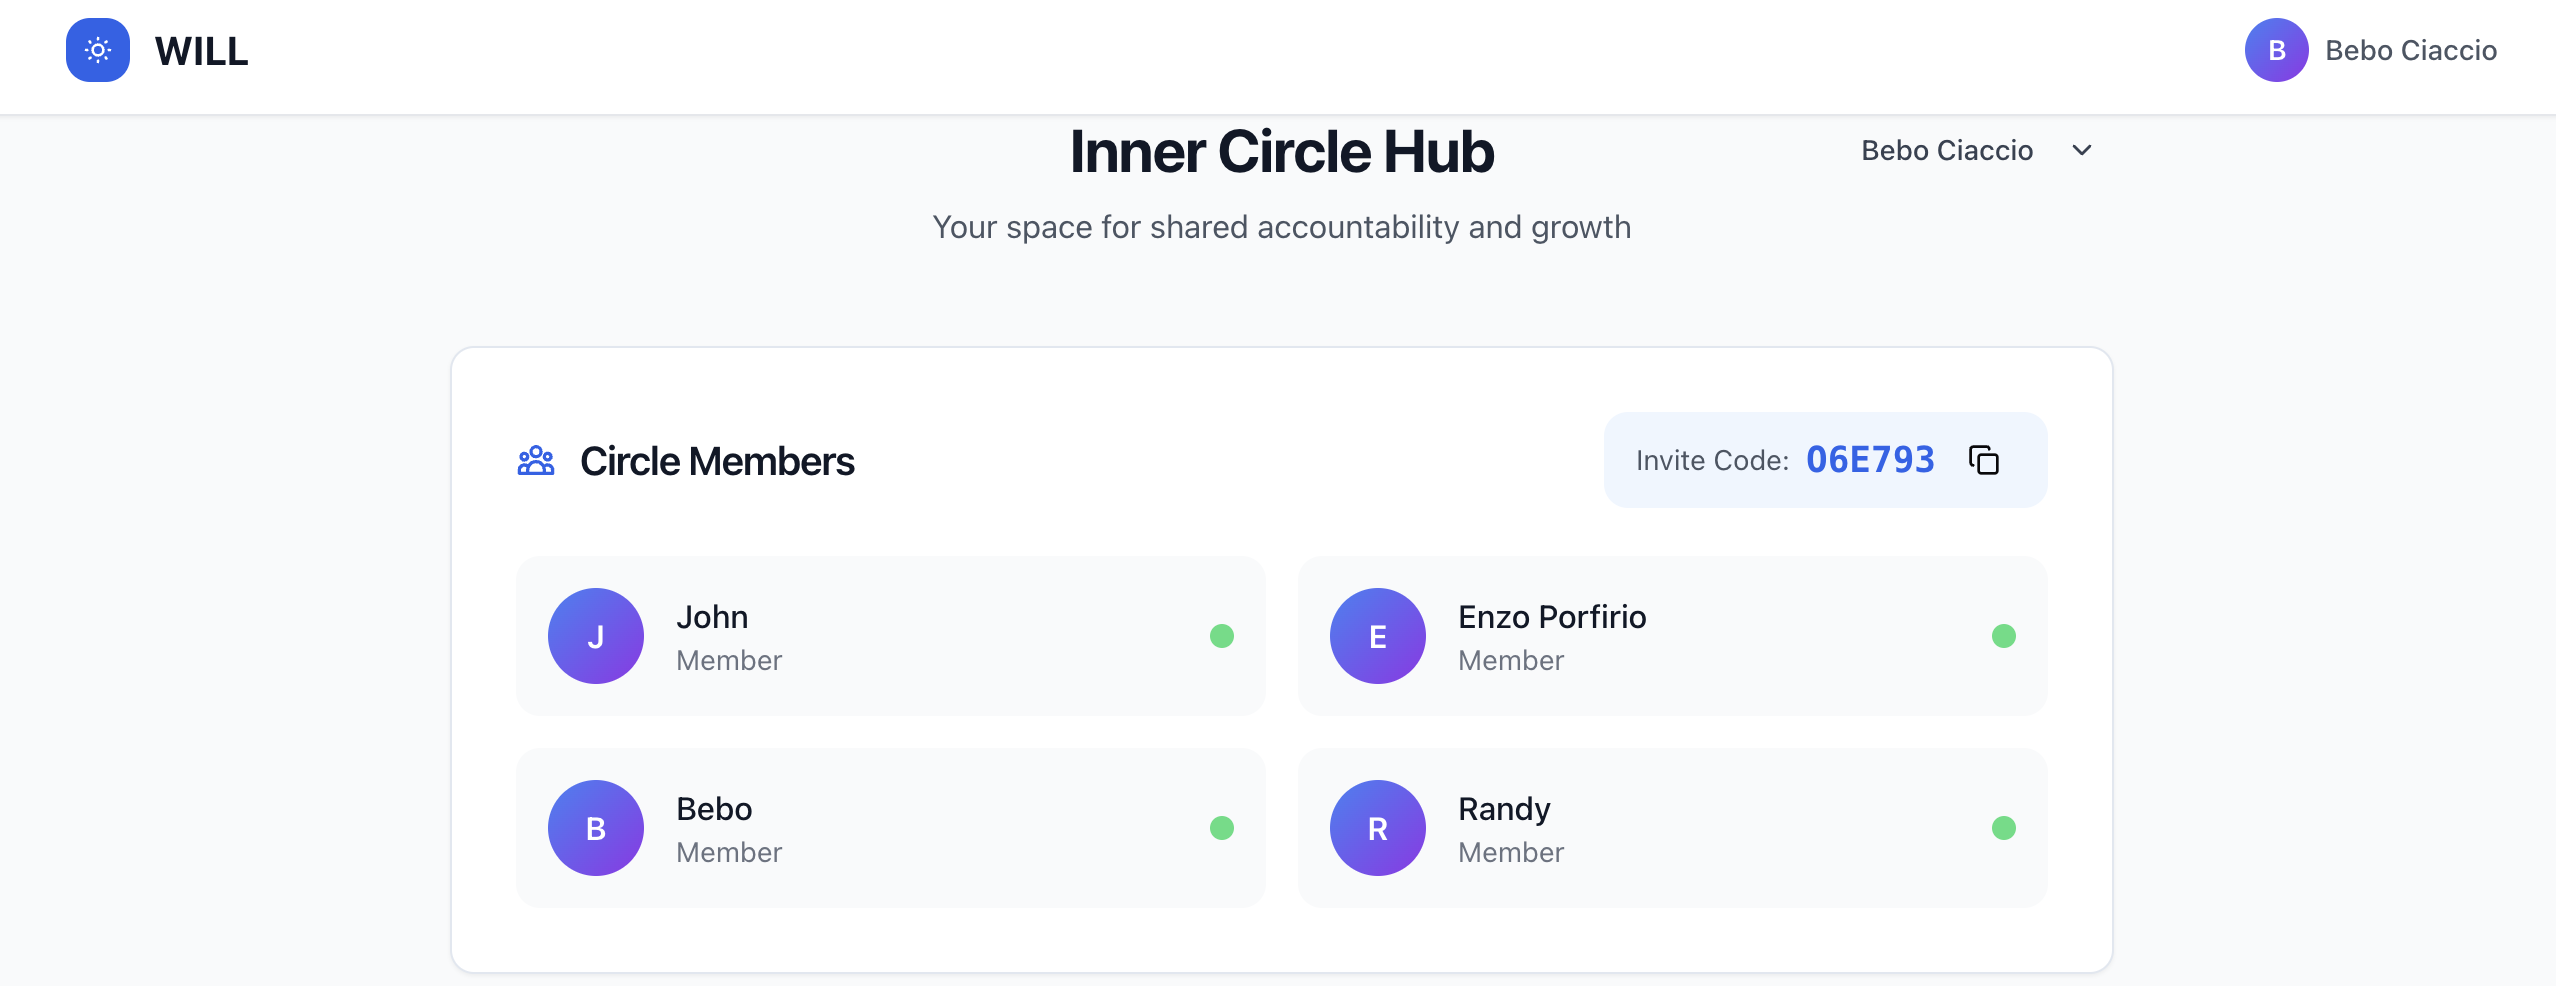 WILL
B Bebo Ciaccio
Inner Circle Hub
Bebo Ciaccio
Your space for shared accountability and growth
Circle Members
Invite Code: 06E793
J
John
Member
E
Enzo Porfirio
Member
B
Bebo
Member
R
Randy
Member